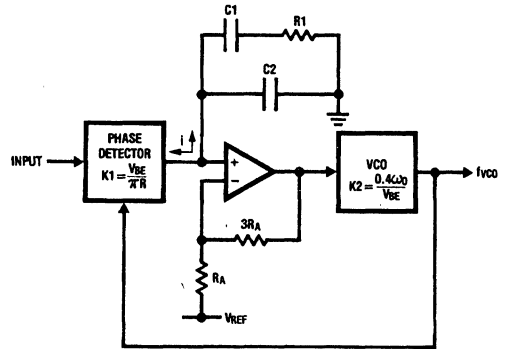 C1
R1
C2
INPUT
PHASE
DETECTOR
K1 = VBE/πR
i
+
−
3RA
RA
VREF
VCO
K2 = 0.4ω0/VBE
fVCO